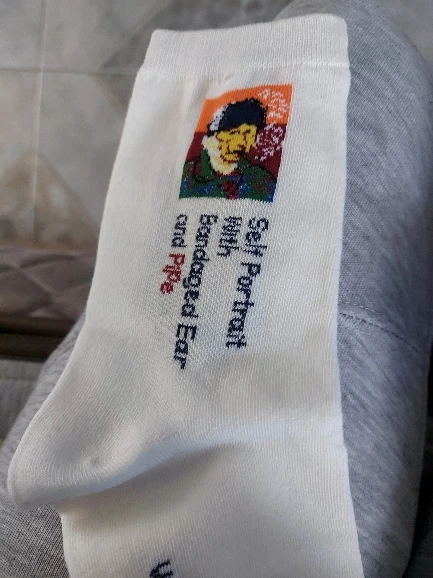 Self Portrait
With
Bandaged Ear
and Pipe